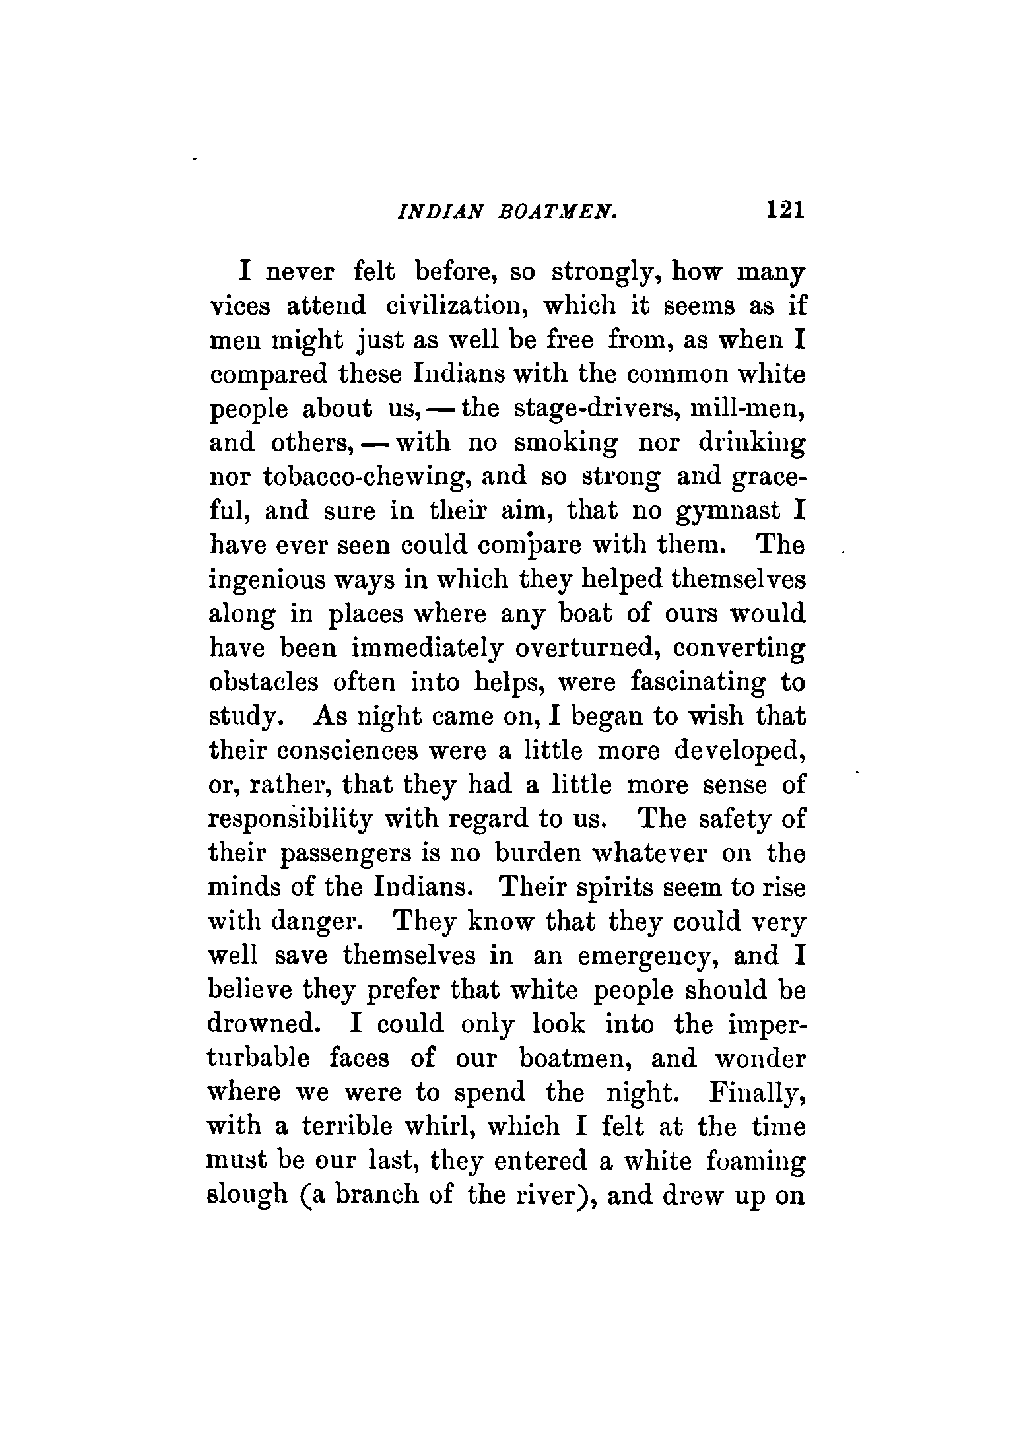 INDIAN BOATMEN. 121
I never felt before, so strongly, how many
vices attend civilization, which it seems as if
men might just as well be free from, as when I
compared these Indians with the common white
people about us,— the stage-drivers, mill-men,
and others, — with no smoking nor drinking
nor tobacco-chewing, and so strong and grace-
ful, and sure in their aim, that no gymnast I
have ever seen could compare with them. The
ingenious ways in which they helped themselves
along in places where any boat of ours would
have been immediately overturned, converting
obstacles often into helps, were fascinating to
study. As night came on, I began to wish that
their consciences were a little more developed,
or, rather, that they had a little more sense of
responsibility with regard to us. The safety of
their passengers is no burden whatever on the
minds of the Indians. Their spirits seem to rise
with danger. They know that they could very
well save themselves in an emergency, and I
believe they prefer that white people should be
drowned. I could only look into the imper-
turbable faces of our boatmen, and wonder
where we were to spend the night. Finally,
with a terrible whirl, which I felt at the time
must be our last, they entered a white foaming
slough (a branch of the river), and drew up on